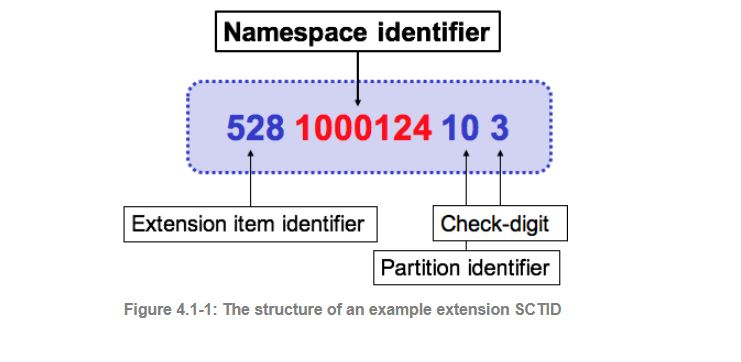 Namespace identifier
528 1000124 10 3
Extension item identifier
Check-digit
Partition identifier
Figure 4.1-1: The structure of an example extension SCTID